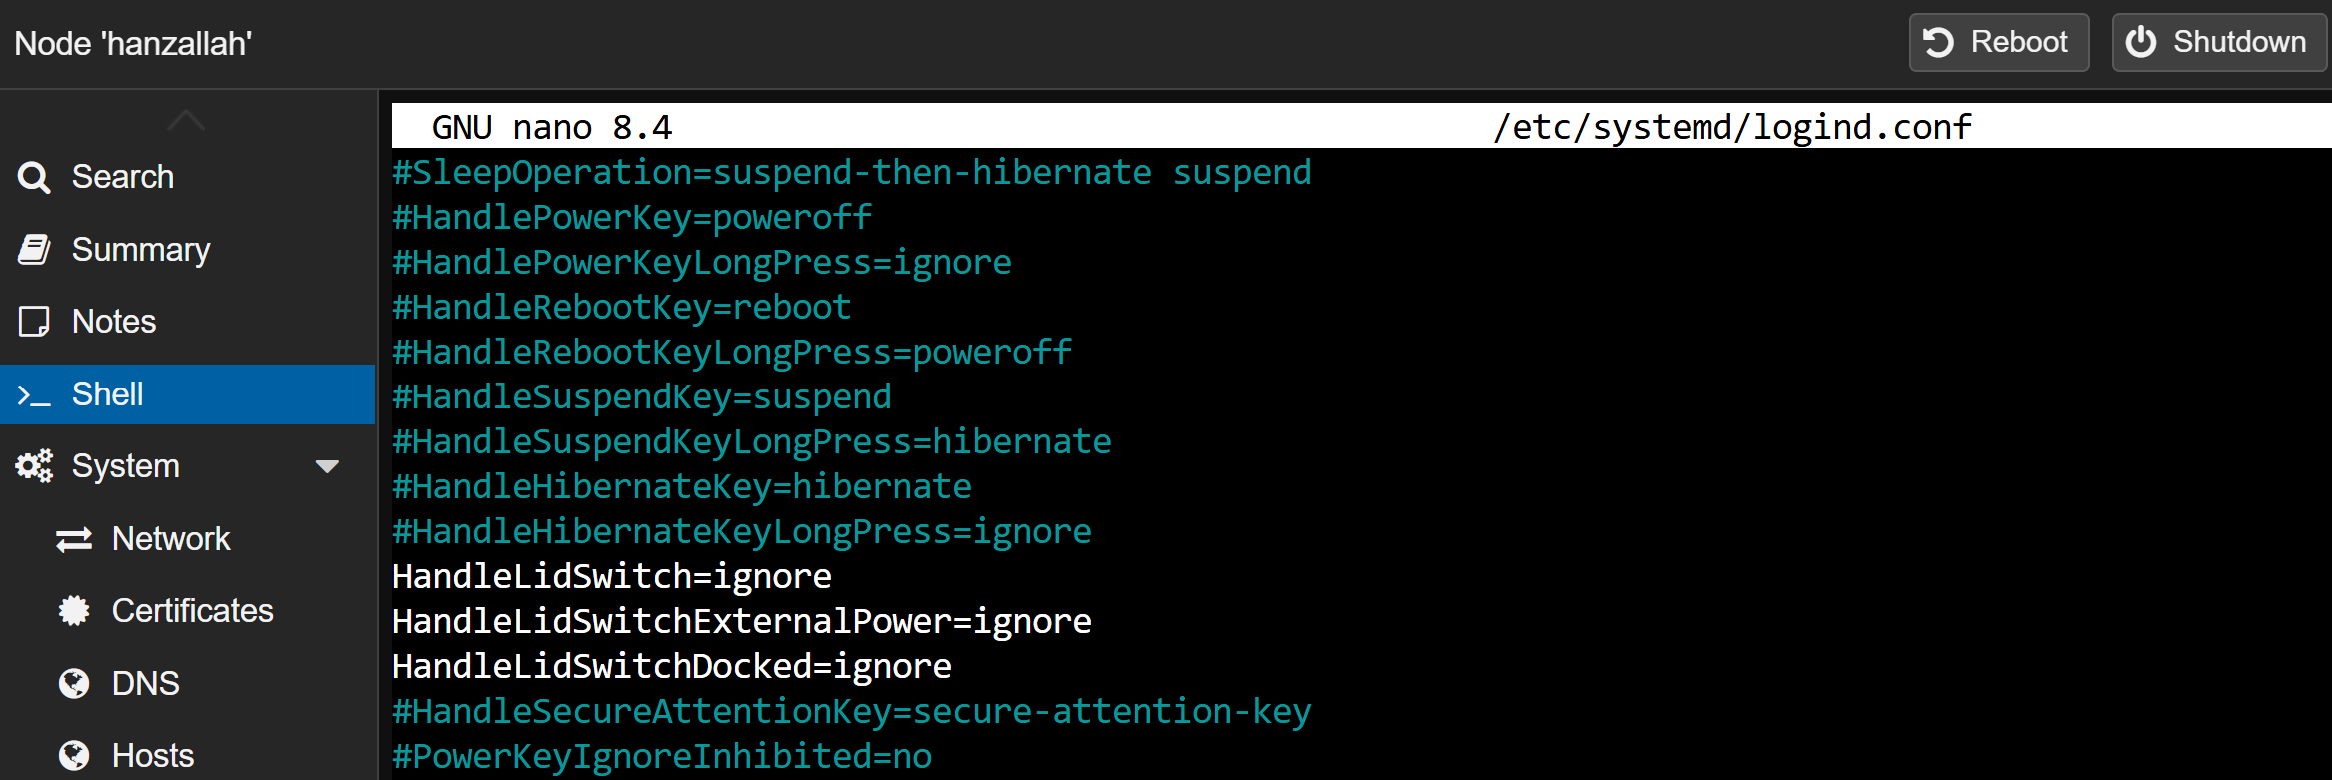 Node 'hanzallah'
Reboot
Shutdown
Search
Summary
Notes
Shell
System
Network
Certificates
DNS
Hosts
GNU nano 8.4 /etc/systemd/logind.conf
#SleepOperation=suspend-then-hibernate suspend
#HandlePowerKey=poweroff
#HandlePowerKeyLongPress=ignore
#HandleRebootKey=reboot
#HandleRebootKeyLongPress=poweroff
#HandleSuspendKey=suspend
#HandleSuspendKeyLongPress=hibernate
#HandleHibernateKey=hibernate
#HandleHibernateKeyLongPress=ignore
HandleLidSwitch=ignore
HandleLidSwitchExternalPower=ignore
HandleLidSwitchDocked=ignore
#HandleSecureAttentionKey=secure-attention-key
#PowerKeyIgnoreInhibited=no